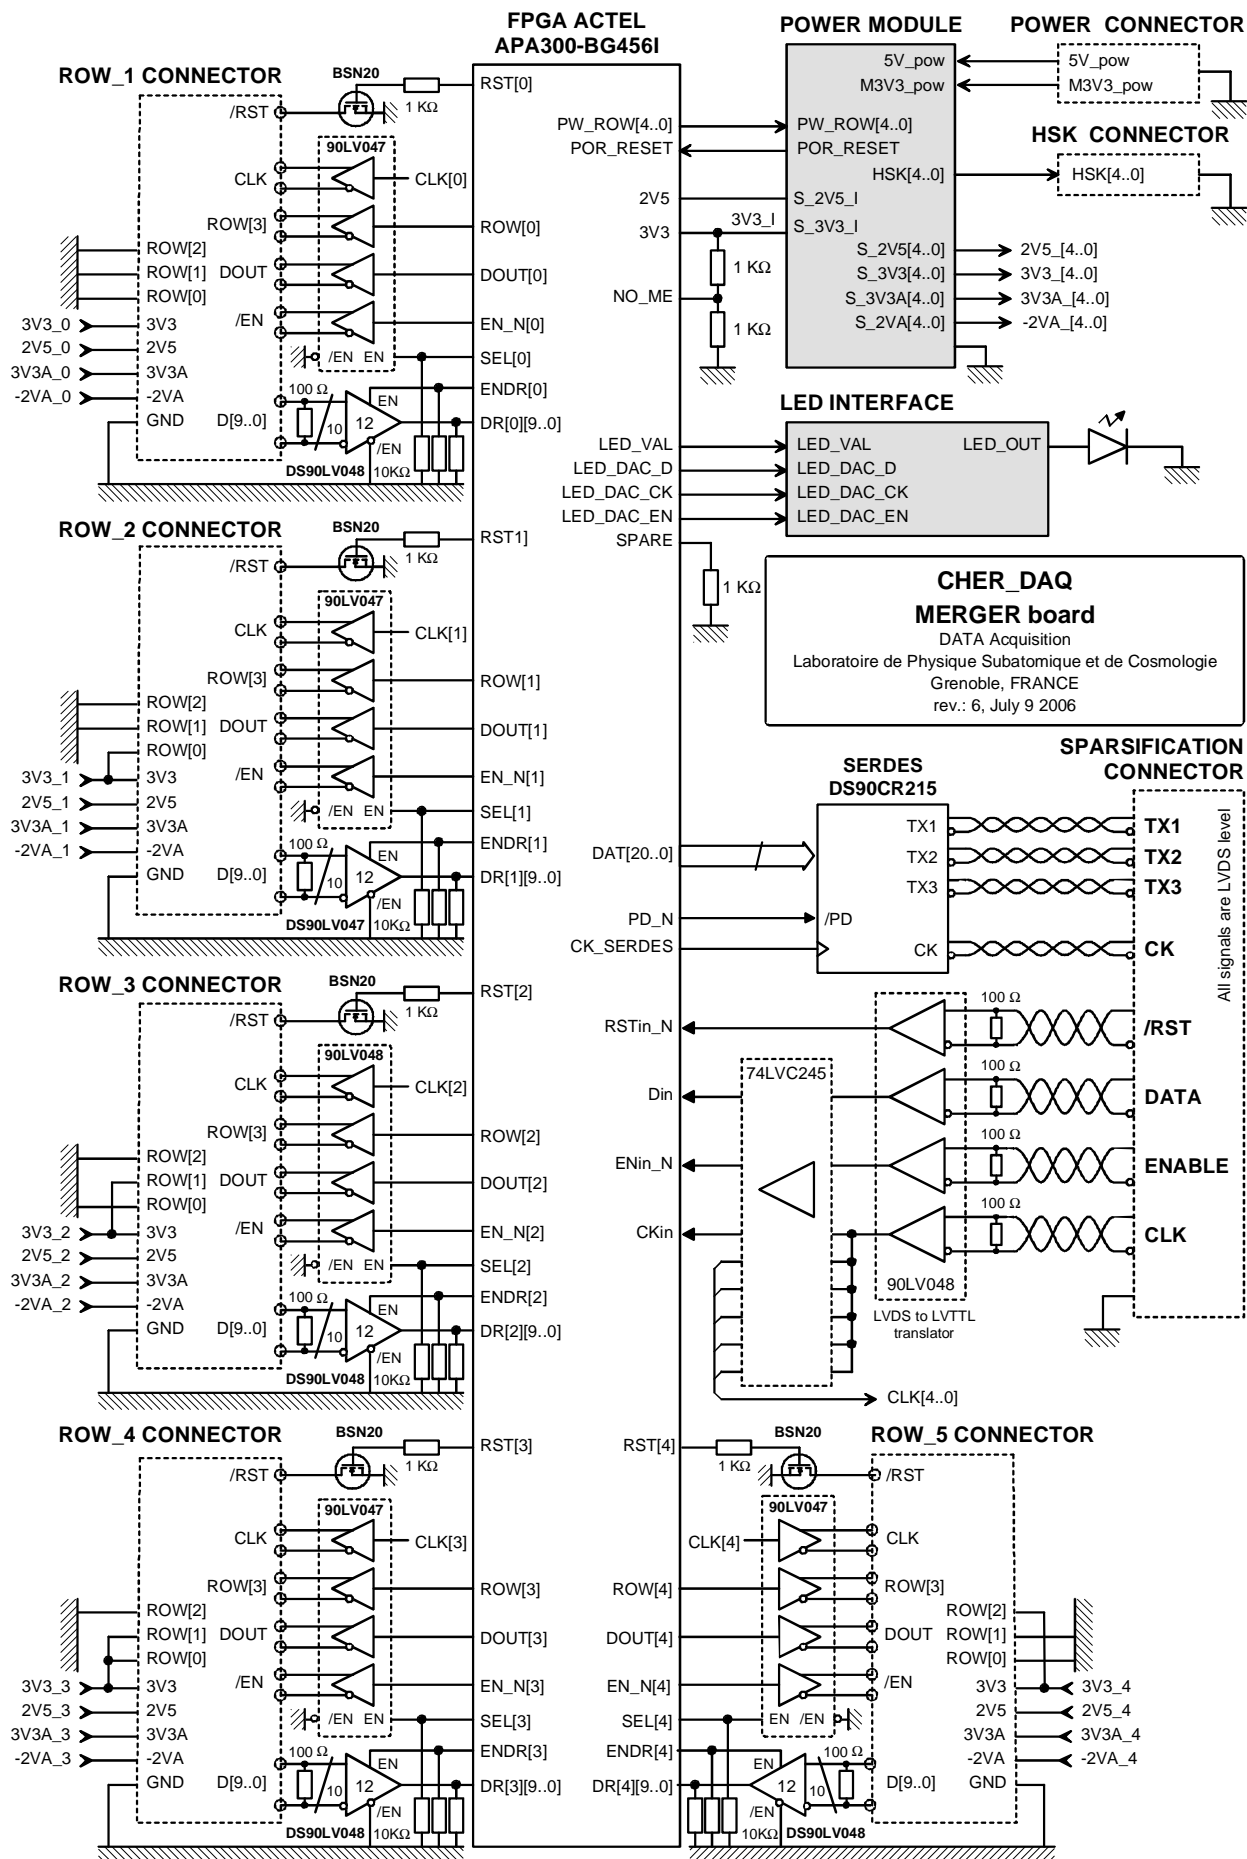 FPGA ACTEL
APA300-BG456I
POWER MODULE
POWER CONNECTOR
5V_pow
M3V3_pow
5V_pow
M3V3_pow
PW_ROW[4..0]
POR_RESET
PW_ROW[4..0]
POR_RESET
HSK CONNECTOR
HSK[4..0]
HSK[4..0]
2V5
S_2V5_I
3V3
3V3_I
S_3V3_I
1 KΩ
NO_ME
1 KΩ
S_2V5[4..0]
2V5_[4..0]
S_3V3[4..0]
3V3_[4..0]
S_3V3A[4..0]
3V3A_[4..0]
S_2VA[4..0]
-2VA_[4..0]
ROW_1 CONNECTOR
BSN20
1 KΩ
RST[0]
/RST
90LV047
CLK
CLK[0]
ROW[3]
ROW[0]
ROW[2]
ROW[1]
DOUT
DOUT[0]
ROW[0]
3V3_0
3V3
/EN
EN_N[0]
2V5_0
2V5
/EN
EN
SEL[0]
3V3A_0
3V3A
-2VA_0
-2VA
100 Ω
EN
ENDR[0]
GND
D[9..0]
10
12
DR[0][9..0]
/EN
DS90LV048
10KΩ
LED INTERFACE
LED_VAL
LED_VAL
LED_OUT
LED_DAC_D
LED_DAC_D
LED_DAC_CK
LED_DAC_CK
LED_DAC_EN
LED_DAC_EN
SPARE
1 KΩ
CHER_DAQ
MERGER board
DATA Acquisition
Laboratoire de Physique Subatomique et de Cosmologie
Grenoble, FRANCE
rev.: 6, July 9 2006
ROW_2 CONNECTOR
BSN20
1 KΩ
RST1]
/RST
90LV047
CLK
CLK[1]
ROW[3]
ROW[1]
ROW[2]
ROW[1]
DOUT
DOUT[1]
ROW[0]
3V3_1
3V3
/EN
EN_N[1]
2V5_1
2V5
/EN
EN
SEL[1]
3V3A_1
3V3A
-2VA_1
-2VA
100 Ω
EN
ENDR[1]
GND
D[9..0]
10
12
DR[1][9..0]
/EN
DS90LV047
10KΩ
SPARSIFICATION
CONNECTOR
SERDES
DS90CR215
TX1
TX1
DAT[20..0]
TX2
TX2
TX3
TX3
PD_N
/PD
CK_SERDES
CK
CK
All signals are LVDS level
100 Ω
RSTin_N
/RST
74LVC245
100 Ω
Din
DATA
100 Ω
ENin_N
ENABLE
100 Ω
CKin
CLK
90LV048
LVDS to LVTTL
translator
CLK[4..0]
ROW_3 CONNECTOR
BSN20
1 KΩ
RST[2]
/RST
90LV048
CLK
CLK[2]
ROW[3]
ROW[2]
ROW[2]
ROW[1]
DOUT
DOUT[2]
ROW[0]
3V3_2
3V3
/EN
EN_N[2]
2V5_2
2V5
/EN
EN
SEL[2]
3V3A_2
3V3A
-2VA_2
-2VA
100 Ω
EN
ENDR[2]
GND
D[9..0]
10
12
DR[2][9..0]
/EN
DS90LV048
10KΩ
ROW_4 CONNECTOR
BSN20
1 KΩ
RST[3]
/RST
90LV047
CLK
CLK[3]
ROW[3]
ROW[3]
ROW[2]
ROW[1]
DOUT
DOUT[3]
ROW[0]
3V3_3
3V3
/EN
EN_N[3]
2V5_3
2V5
/EN
EN
SEL[3]
3V3A_3
3V3A
-2VA_3
-2VA
100 Ω
EN
ENDR[3]
GND
D[9..0]
10
12
DR[3][9..0]
/EN
DS90LV048
10KΩ
ROW_5 CONNECTOR
RST[4]
BSN20
1 KΩ
/RST
90LV047
CLK[4]
CLK
ROW[4]
ROW[3]
ROW[2]
DOUT[4]
DOUT
ROW[1]
ROW[0]
EN_N[4]
/EN
3V3
3V3_4
SEL[4]
EN
/EN
2V5
2V5_4
3V3A
3V3A_4
ENDR[4]
EN
100 Ω
-2VA
-2VA_4
DR[4][9..0]
12
10
D[9..0]
GND
/EN
10KΩ
DS90LV048